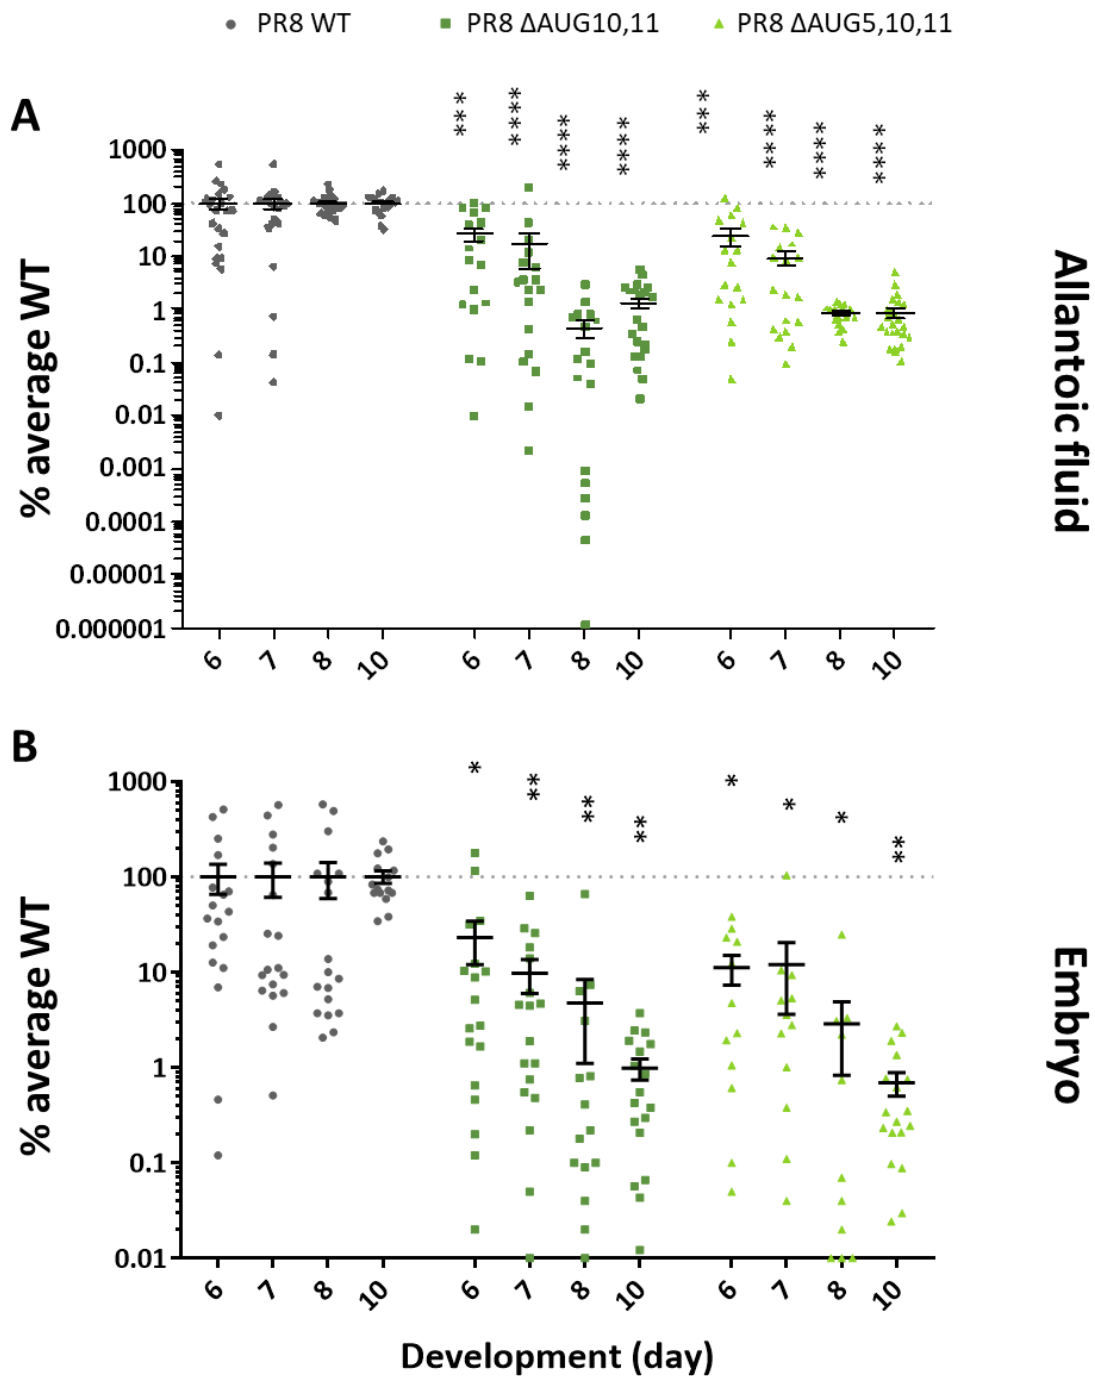 PR8 WT PR8 ΔAUG10,11 PR8 ΔAUG5,10,11
A
*** **** **** **** *** **** **** ****
1000
100
10
1
0.1
0.01
0.001
0.0001
0.00001
0.000001
% average WT
Allantoic fluid
6 7 8 10 6 7 8 10 6 7 8 10
B
* ** ** ** * * * **
1000
100
10
1
0.1
0.01
% average WT
Embryo
6 7 8 10 6 7 8 10 6 7 8 10
Development (day)